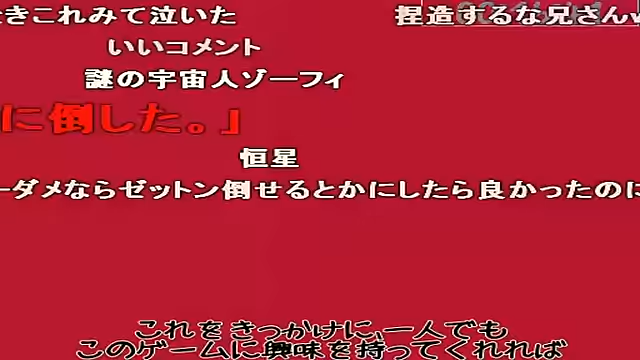 きこれみて泣いた 捏造するな兄さんw
いいコメント
謎の宇宙人ゾーフィ
に倒した。」
恒星
ーダメならゼットン倒せるとかにしたら良かったのに
これをきっかけに、一人でも
このゲームに興味を持ってくれれば